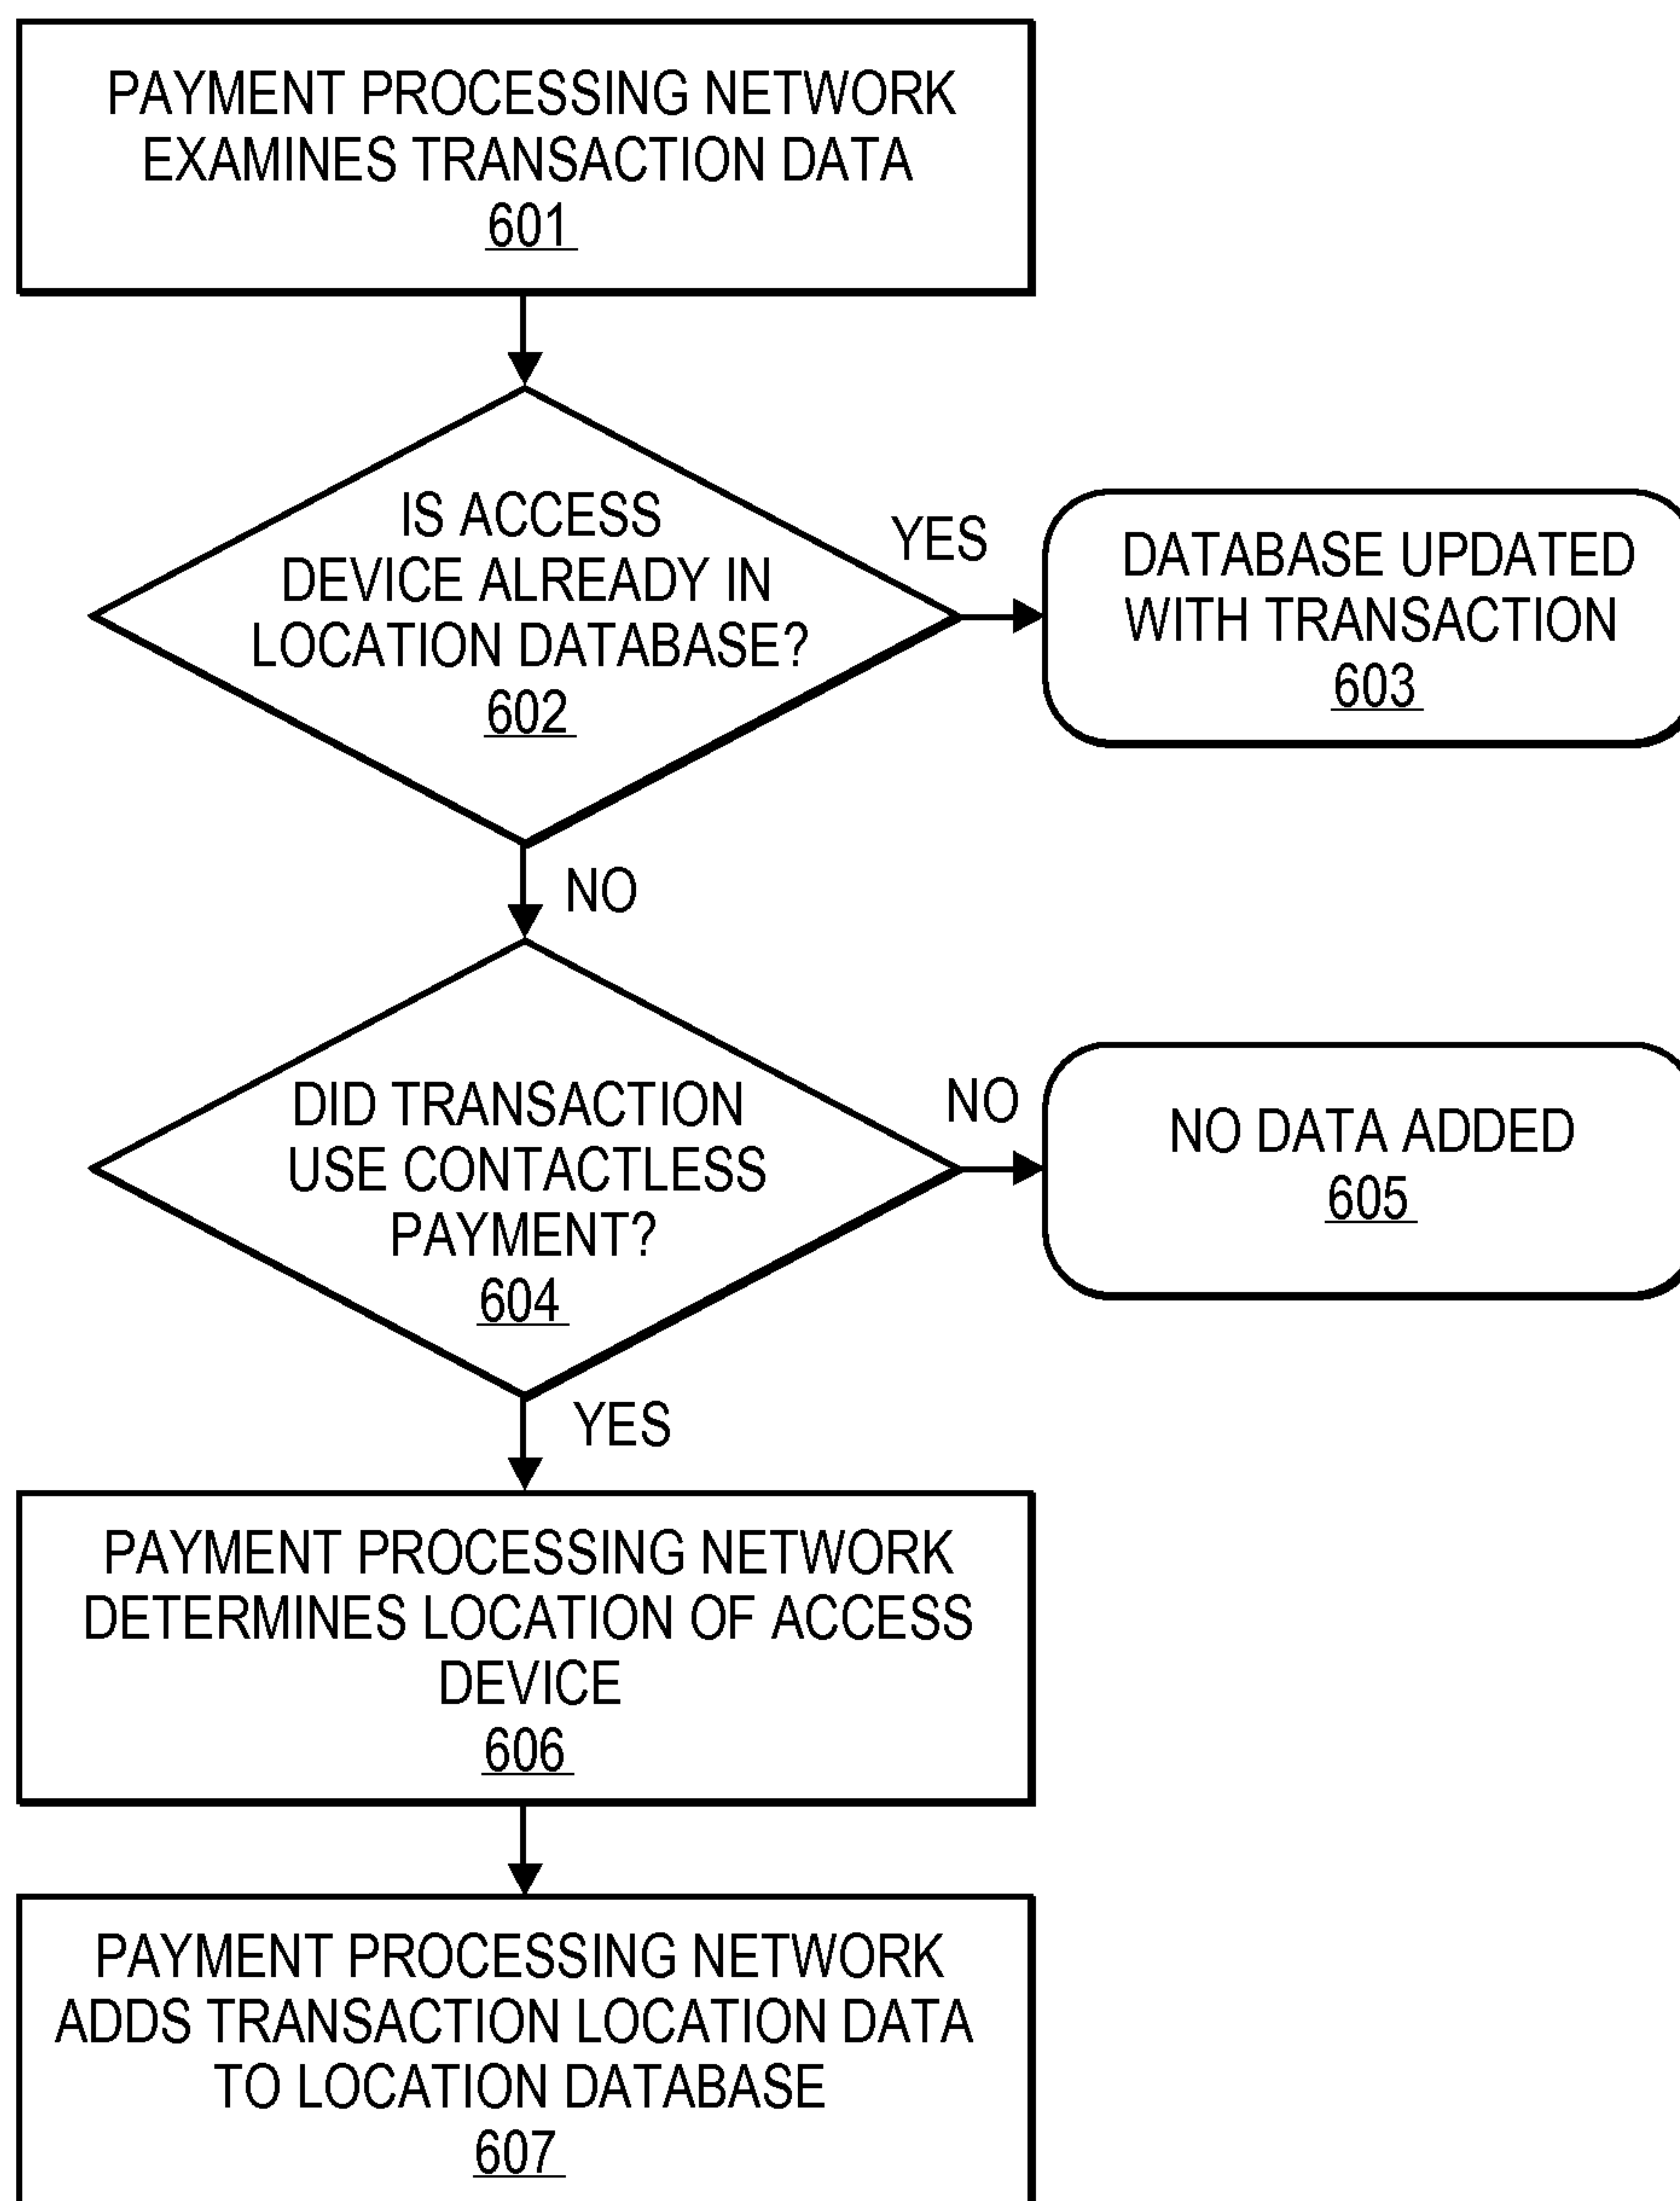 PAYMENT PROCESSING NETWORK
EXAMINES TRANSACTION DATA
601
IS ACCESS
DEVICE ALREADY IN
LOCATION DATABASE?
602
YES
DATABASE UPDATED
WITH TRANSACTION
603
NO
DID TRANSACTION
USE CONTACTLESS
PAYMENT?
604
NO
NO DATA ADDED
605
YES
PAYMENT PROCESSING NETWORK
DETERMINES LOCATION OF ACCESS
DEVICE
606
PAYMENT PROCESSING NETWORK
ADDS TRANSACTION LOCATION DATA
TO LOCATION DATABASE
607